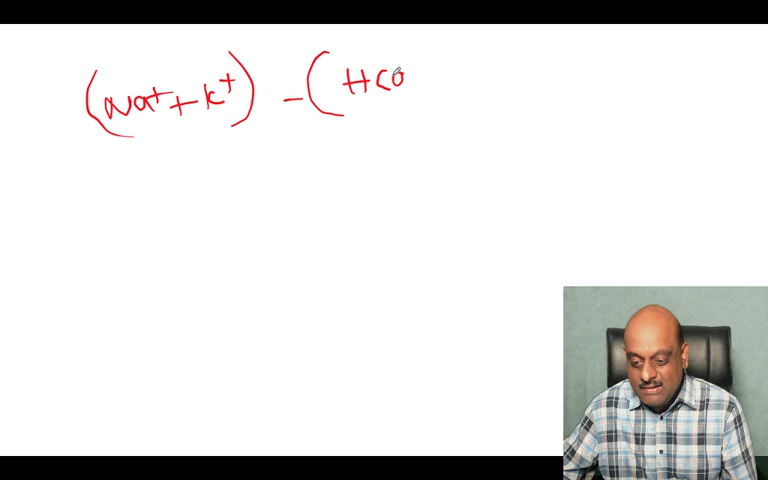 (Na⁺ + K⁺) - (HCO